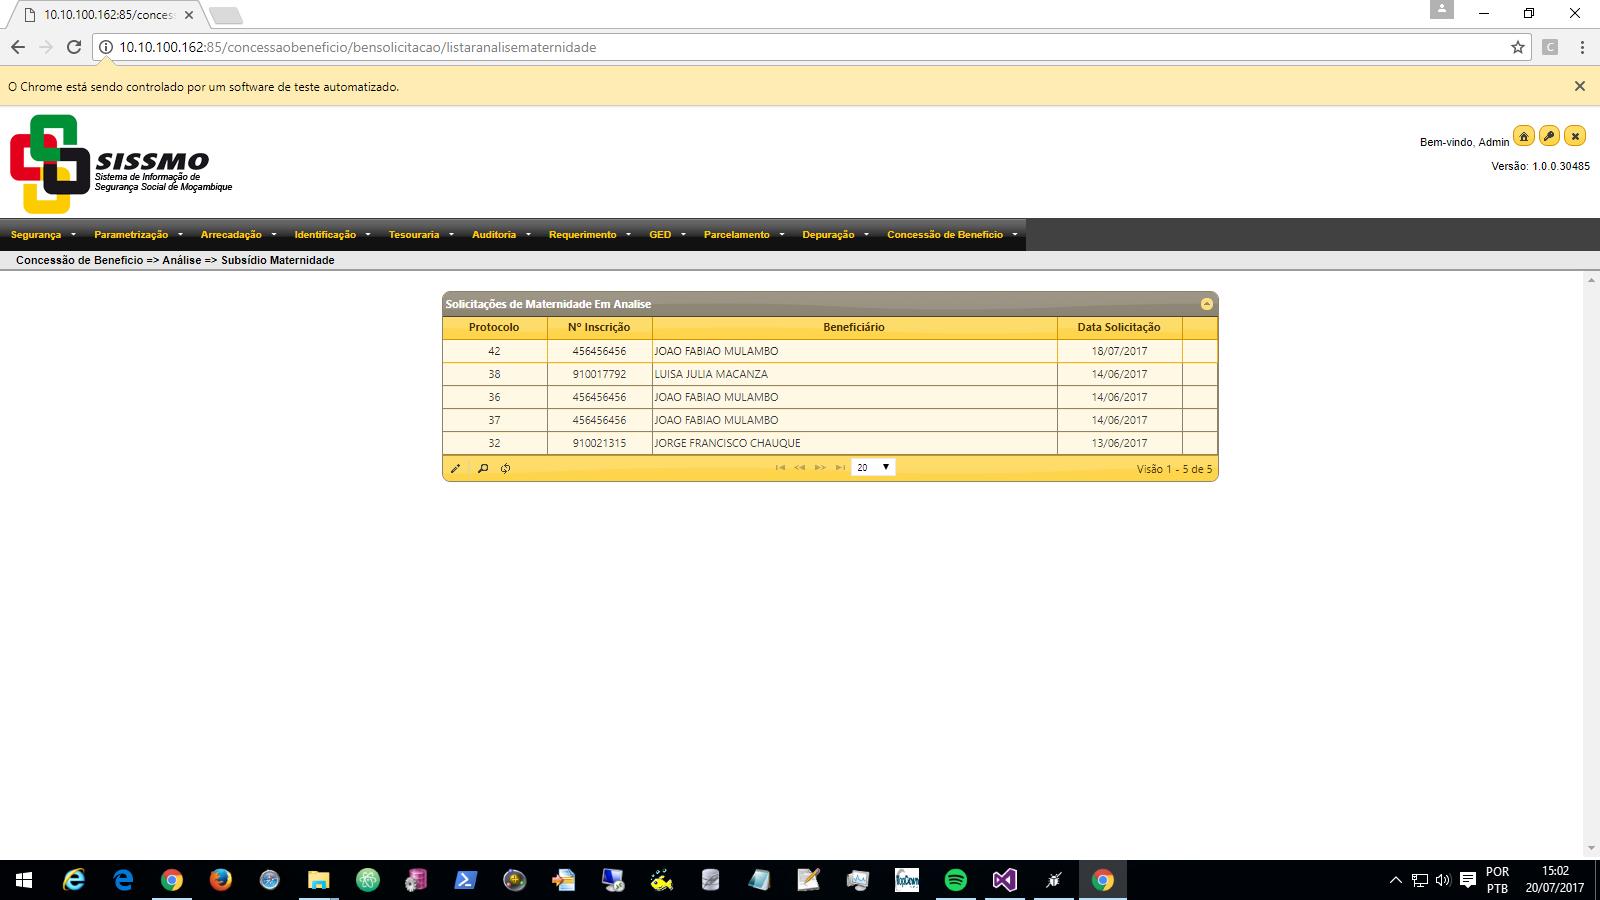 10.10.100.162:85/conces
10.10.100.162:85/concessaobeneficio/bensolicitacao/listaranalisematernidade
O Chrome está sendo controlado por um software de teste automatizado.
SISSMO
Sistema de Informação de
Segurança Social de Moçambique
Bem-vindo, Admin
Versão: 1.0.0.30485
Segurança Parametrização Arrecadação Identificação Tesouraria Auditoria Requerimento GED Parcelamento Depuração Concessão de Beneficio
Concessão de Beneficio => Análise => Subsídio Maternidade
Solicitações de Maternidade Em Analise
Protocolo Nº Inscrição Beneficiário Data Solicitação
42 456456456 JOAO FABIAO MULAMBO 18/07/2017
38 910017792 LUISA JULIA MACANZA 14/06/2017
36 456456456 JOAO FABIAO MULAMBO 14/06/2017
37 456456456 JOAO FABIAO MULAMBO 14/06/2017
32 910021315 JORGE FRANCISCO CHAUQUE 13/06/2017
20 Visão 1 - 5 de 5
POR 15:02
PTB 20/07/2017